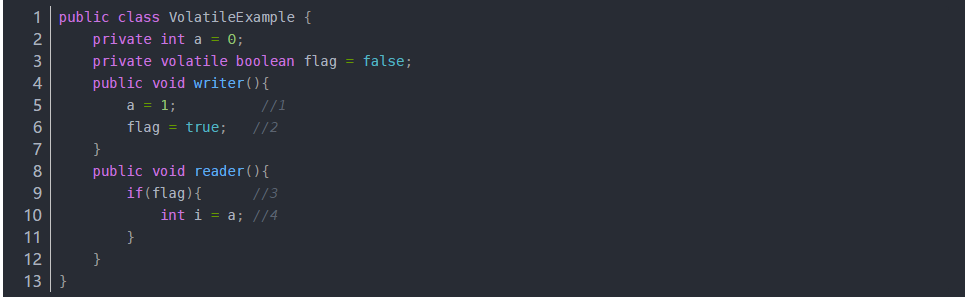 1 public class VolatileExample {
2     private int a = 0;
3     private volatile boolean flag = false;
4     public void writer(){
5         a = 1;          //1
6         flag = true;   //2
7     }
8     public void reader(){
9         if(flag){      //3
10             int i = a; //4
11         }
12     }
13 }